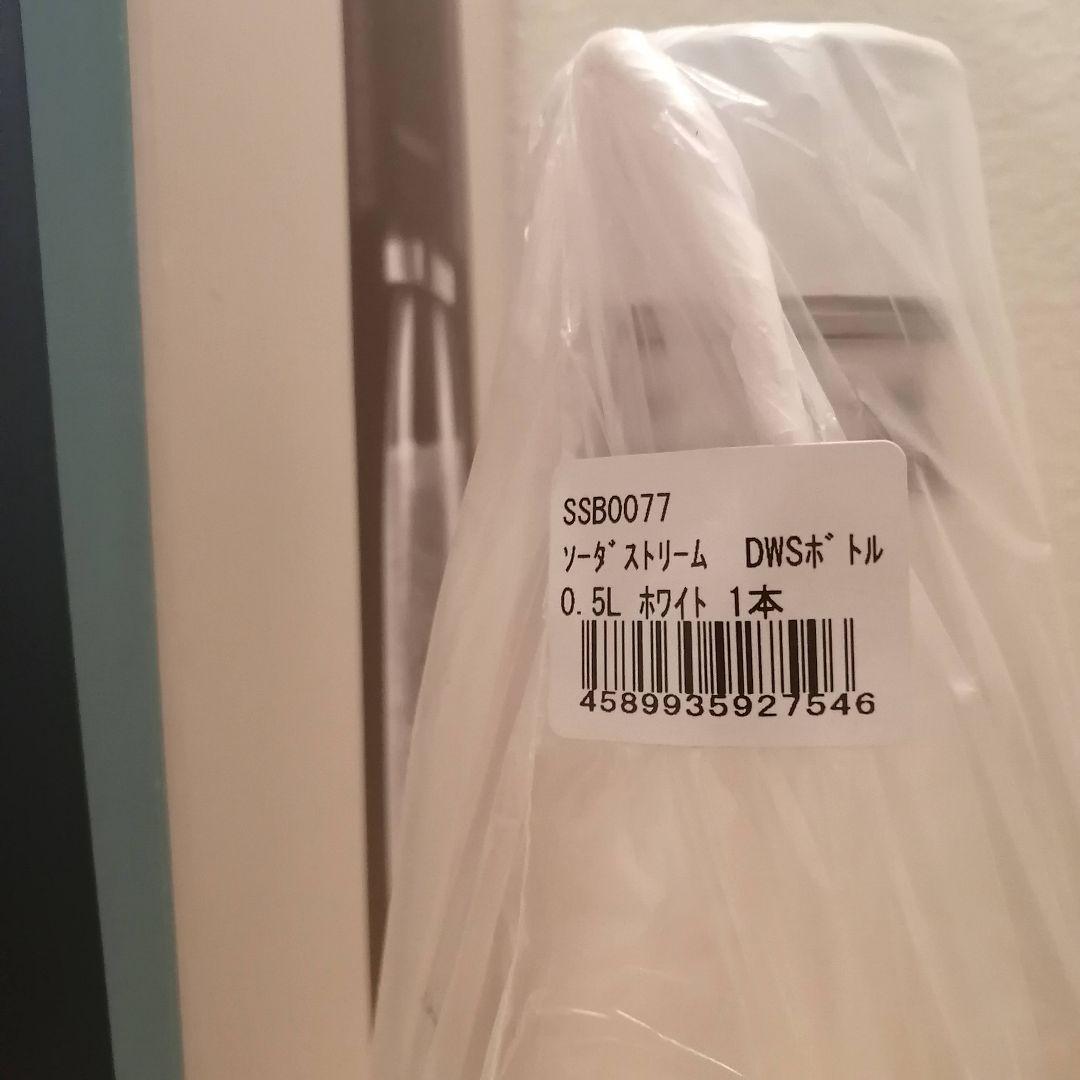 SSB0077
ｿｰﾀﾞｽﾄﾘｰﾑ DWSﾎﾞﾄﾙ
0.5L ﾎﾜｲﾄ 1本
4589935927546